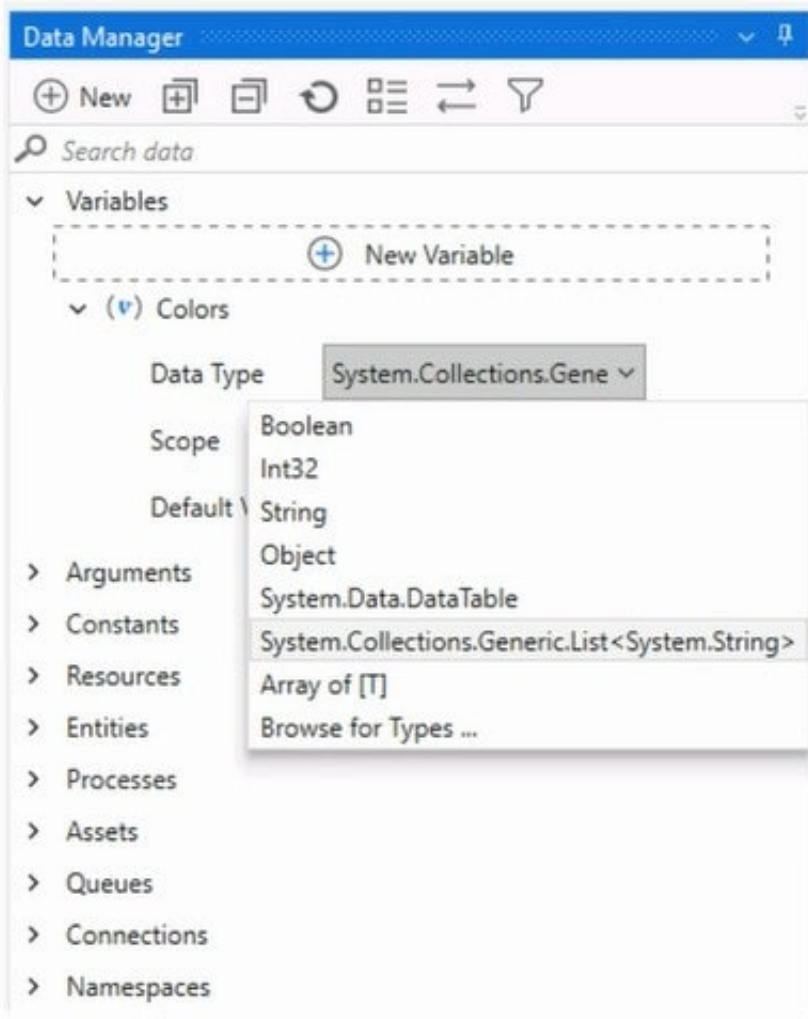 Data Manager
New
Search data
Variables
New Variable
(v) Colors
Data Type System.Collections.Gene
Scope
Default V
Boolean
Int32
String
Object
System.Data.DataTable
System.Collections.Generic.List<System.String>
Array of [T]
Browse for Types ...
Arguments
Constants
Resources
Entities
Processes
Assets
Queues
Connections
Namespaces